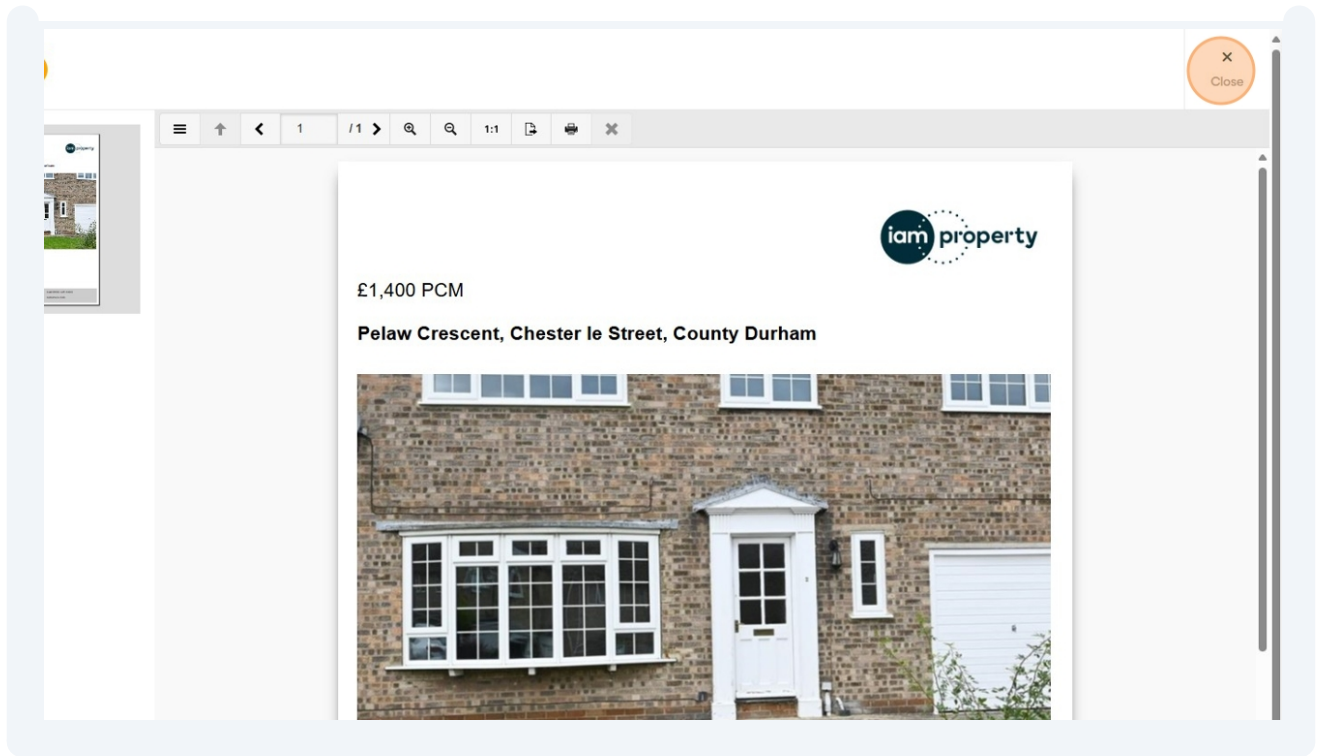 Close
1 / 1 1:1
iam property
£1,400 PCM
Pelaw Crescent, Chester le Street, County Durham